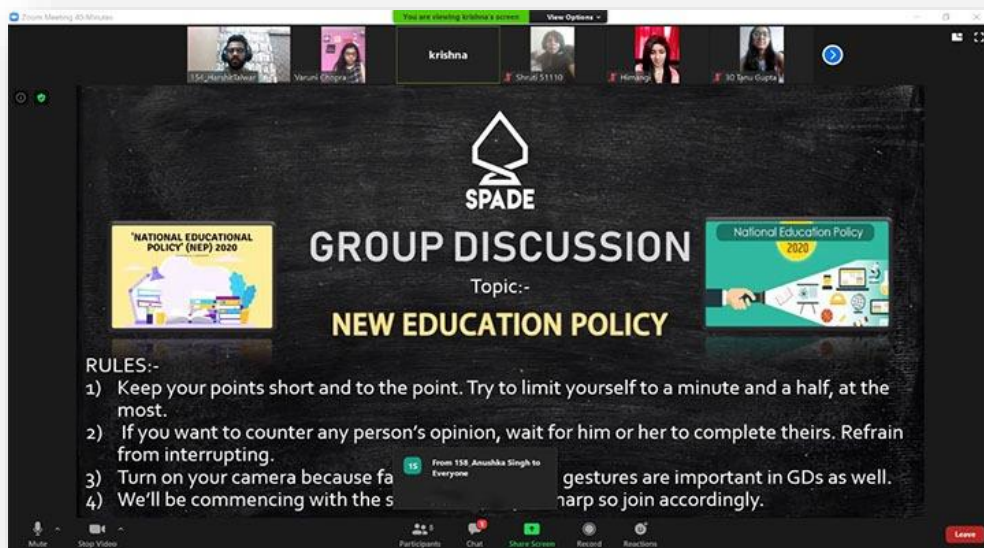 Zoom Meeting 40-Minutes
You are viewing krishna's screen
View Options
154_HarshitTalwar
Varuni Chopra
krishna
Shruti 51110
Himangi
30 Tanu Gupta
SPADE
'NATIONAL EDUCATIONAL
POLICY' (NEP) 2020
National Education Policy
2020
GROUP DISCUSSION
Topic:-
NEW EDUCATION POLICY
RULES:-
1) Keep your points short and to the point. Try to limit yourself to a minute and a half, at the
most.
2) If you want to counter any person's opinion, wait for him or her to complete theirs. Refrain
from interrupting.
3) Turn on your camera because fa gestures are important in GDs as well.
4) We'll be commencing with the s harp so join accordingly.
1S
From 158_Anushka Singh to
Everyone
Mute
Stop Video
Participants
8
Chat
Share Screen
Record
Reactions
Leave